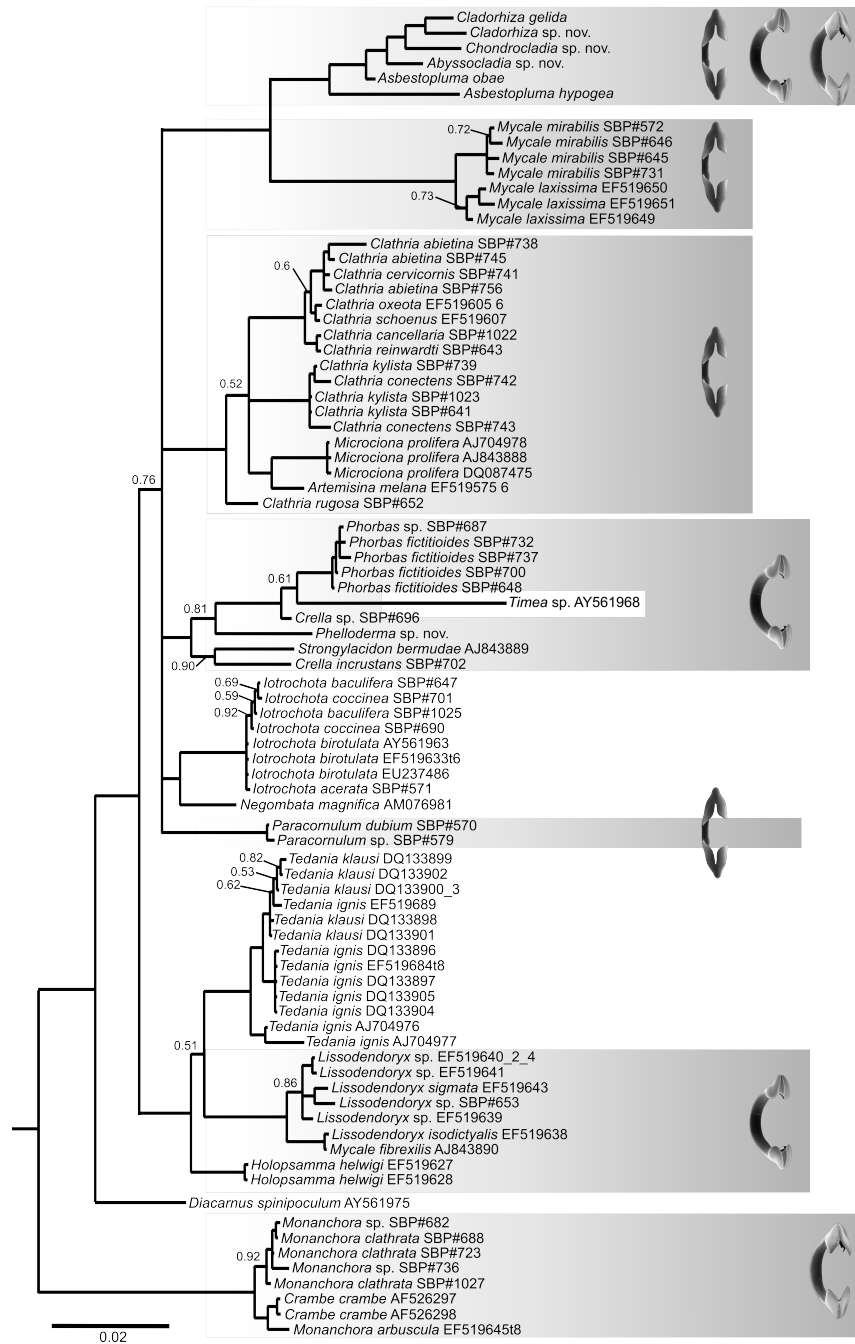 Cladorhiza gelida
Cladorhiza sp. nov.
Chondrocladia sp. nov.
Abyssocladia sp. nov.
Asbestopluma obae
Asbestopluma hypogea
0.72
Mycale mirabilis SBP#572
Mycale mirabilis SBP#646
Mycale mirabilis SBP#645
Mycale mirabilis SBP#731
0.73
Mycale laxissima EF519650
Mycale laxissima EF519651
Mycale laxissima EF519649
Clathria abietina SBP#738
Clathria abietina SBP#745
0.6
Clathria cervicornis SBP#741
Clathria abietina SBP#756
Clathria oxeota EF519605 6
Clathria schoenus EF519607
Clathria cancellaria SBP#1022
Clathria reinwardti SBP#643
Clathria kylista SBP#739
0.52
Clathria conectens SBP#742
Clathria kylista SBP#1023
Clathria kylista SBP#641
Clathria conectens SBP#743
Microciona prolifera AJ704978
Microciona prolifera AJ843888
Microciona prolifera DQ087475
0.76
Artemisina melana EF519575 6
Clathria rugosa SBP#652
Phorbas sp. SBP#687
Phorbas fictitioides SBP#732
Phorbas fictitioides SBP#737
Phorbas fictitioides SBP#700
0.61
Phorbas fictitioides SBP#648
Timea sp. AY561968
0.81
Crella sp. SBP#696
Phelloderma sp. nov.
Strongylacidon bermudae AJ843889
0.90
Crella incrustans SBP#702
0.69
Iotrochota baculifera SBP#647
0.59
Iotrochota coccinea SBP#701
0.92
Iotrochota baculifera SBP#1025
Iotrochota coccinea SBP#690
Iotrochota birotulata AY561963
Iotrochota birotulata EF519633t6
Iotrochota birotulata EU237486
Iotrochota acerata SBP#571
Negombata magnifica AM076981
Paracornulum dubium SBP#570
Paracornulum sp. SBP#579
0.82
Tedania klausi DQ133899
0.53
Tedania klausi DQ133902
0.62
Tedania klausi DQ133900_3
Tedania ignis EF519689
Tedania klausi DQ133898
Tedania klausi DQ133901
Tedania ignis DQ133896
Tedania ignis EF519684t8
Tedania ignis DQ133897
Tedania ignis DQ133905
Tedania ignis DQ133904
Tedania ignis AJ704976
Tedania ignis AJ704977
0.51
Lissodendoryx sp. EF519640_2_4
Lissodendoryx sp. EF519641
0.86
Lissodendoryx sigmata EF519643
Lissodendoryx sp. SBP#653
Lissodendoryx sp. EF519639
Lissodendoryx isodictyalis EF519638
Mycale fibrexilis AJ843890
Holopsamma helwigi EF519627
Holopsamma helwigi EF519628
Diacarnus spinipoculum AY561975
Monanchora sp. SBP#682
Monanchora clathrata SBP#688
0.92
Monanchora clathrata SBP#723
Monanchora sp. SBP#736
Monanchora clathrata SBP#1027
Crambe crambe AF526297
Crambe crambe AF526298
Monanchora arbuscula EF519645t8
0.02